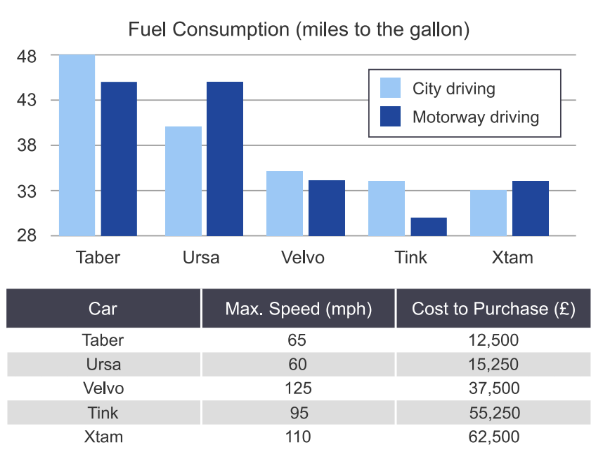 Fuel Consumption (miles to the gallon)
48
43
38
33
28
City driving
Motorway driving
Taber Ursa Velvo Tink Xtam
Car Max. Speed (mph) Cost to Purchase (£)
Taber 65 12,500
Ursa 60 15,250
Velvo 125 37,500
Tink 95 55,250
Xtam 110 62,500